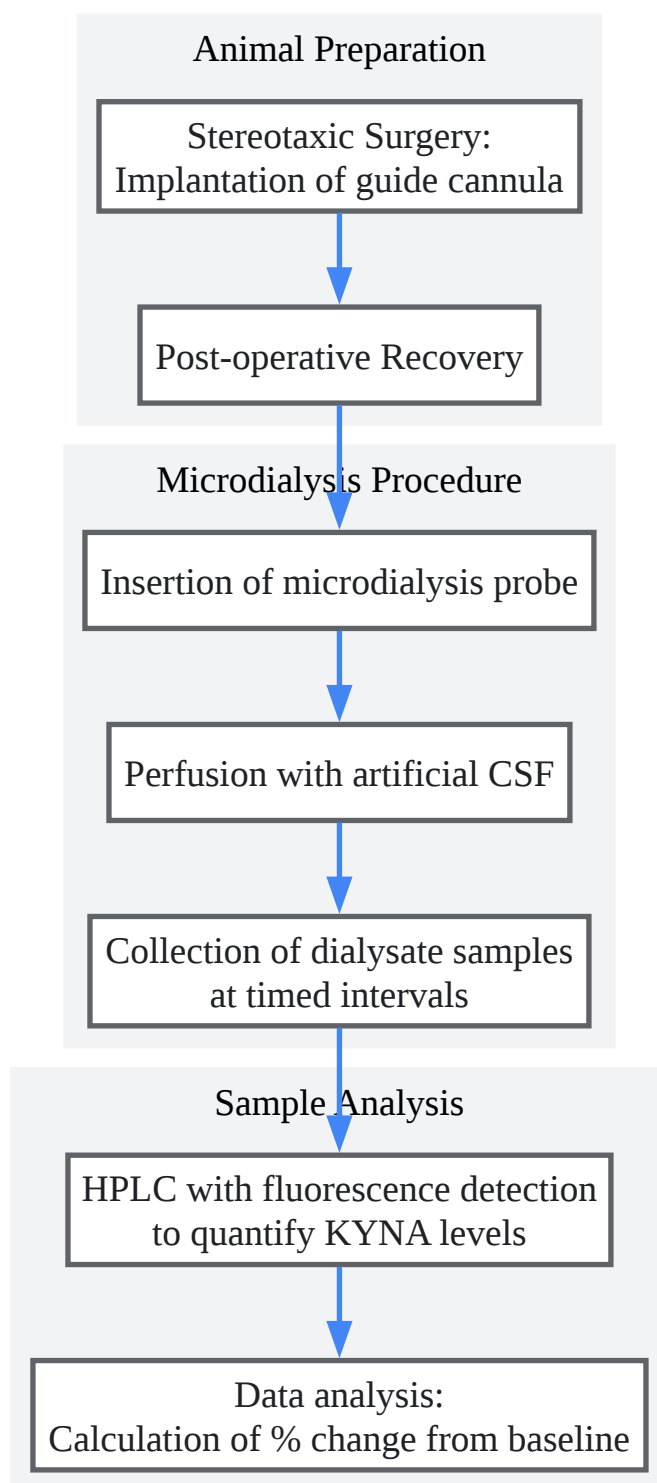 Animal Preparation
Stereotaxic Surgery:
Implantation of guide cannula
Post-operative Recovery
Microdialysis Procedure
Insertion of microdialysis probe
Perfusion with artificial CSF
Collection of dialysate samples
at timed intervals
Sample Analysis
HPLC with fluorescence detection
to quantify KYNA levels
Data analysis:
Calculation of % change from baseline